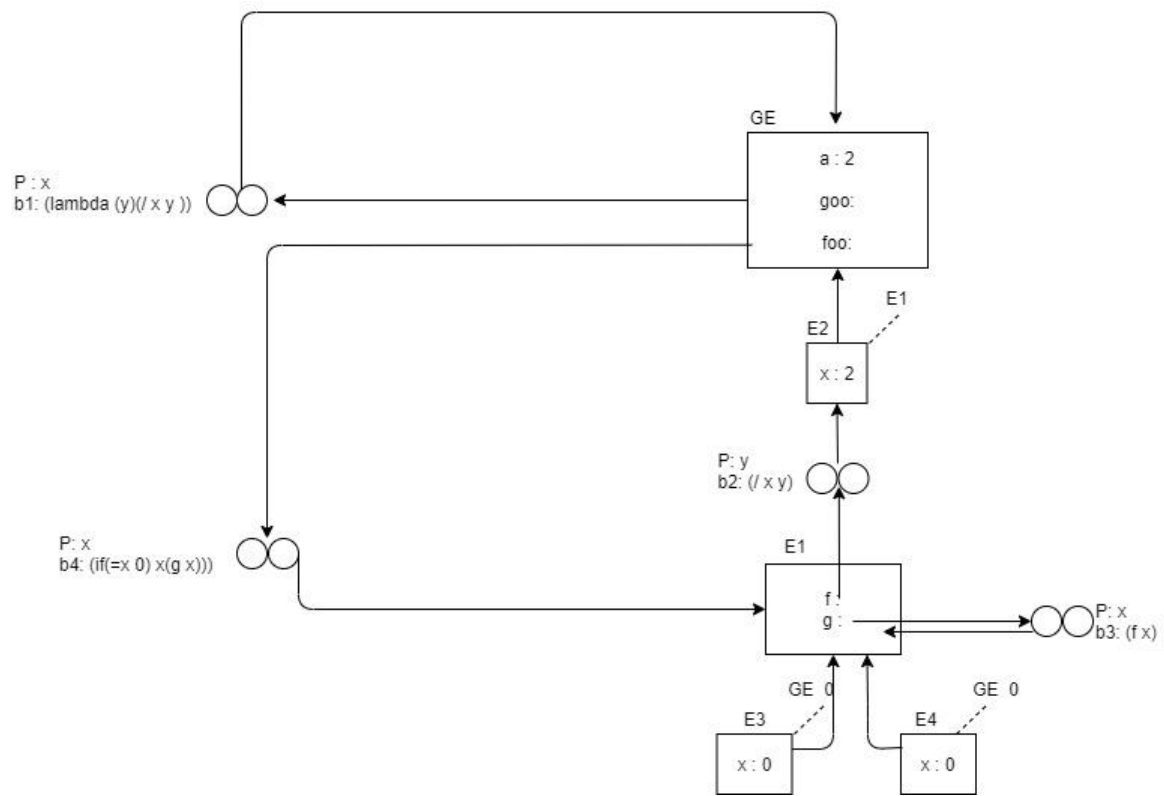 GE
a : 2
goo:
foo:
P : x
b1: (lambda (y)(/ x y ))
E1
E2
x : 2
P: y
b2: (/ x y)
P: x
b4: (if(=x 0) x(g x)))
E1
f :
g :
P: x
b3: (f x)
GE 0
E3
x : 0
GE 0
E4
x : 0